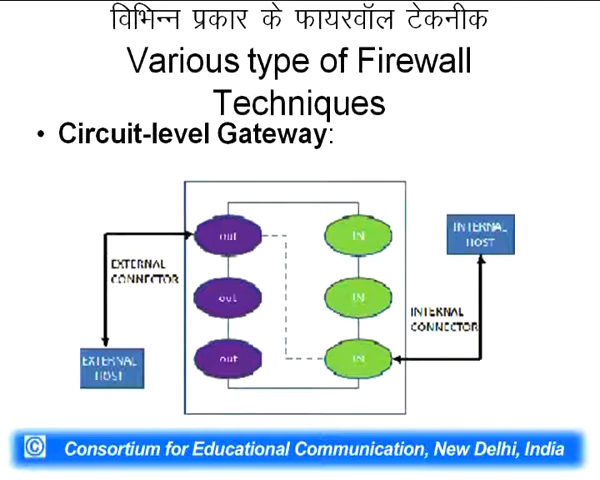 विभिन्न प्रकार के फायरवॉल टेकनीक
Various type of Firewall
Techniques
• Circuit-level Gateway:
out
IN
INTERNAL
HOST
EXTERNAL
CONNECTOR
out
IN
INTERNAL
CONNECTOR
EXTERNAL
HOST
out
IN
© Consortium for Educational Communication, New Delhi, India